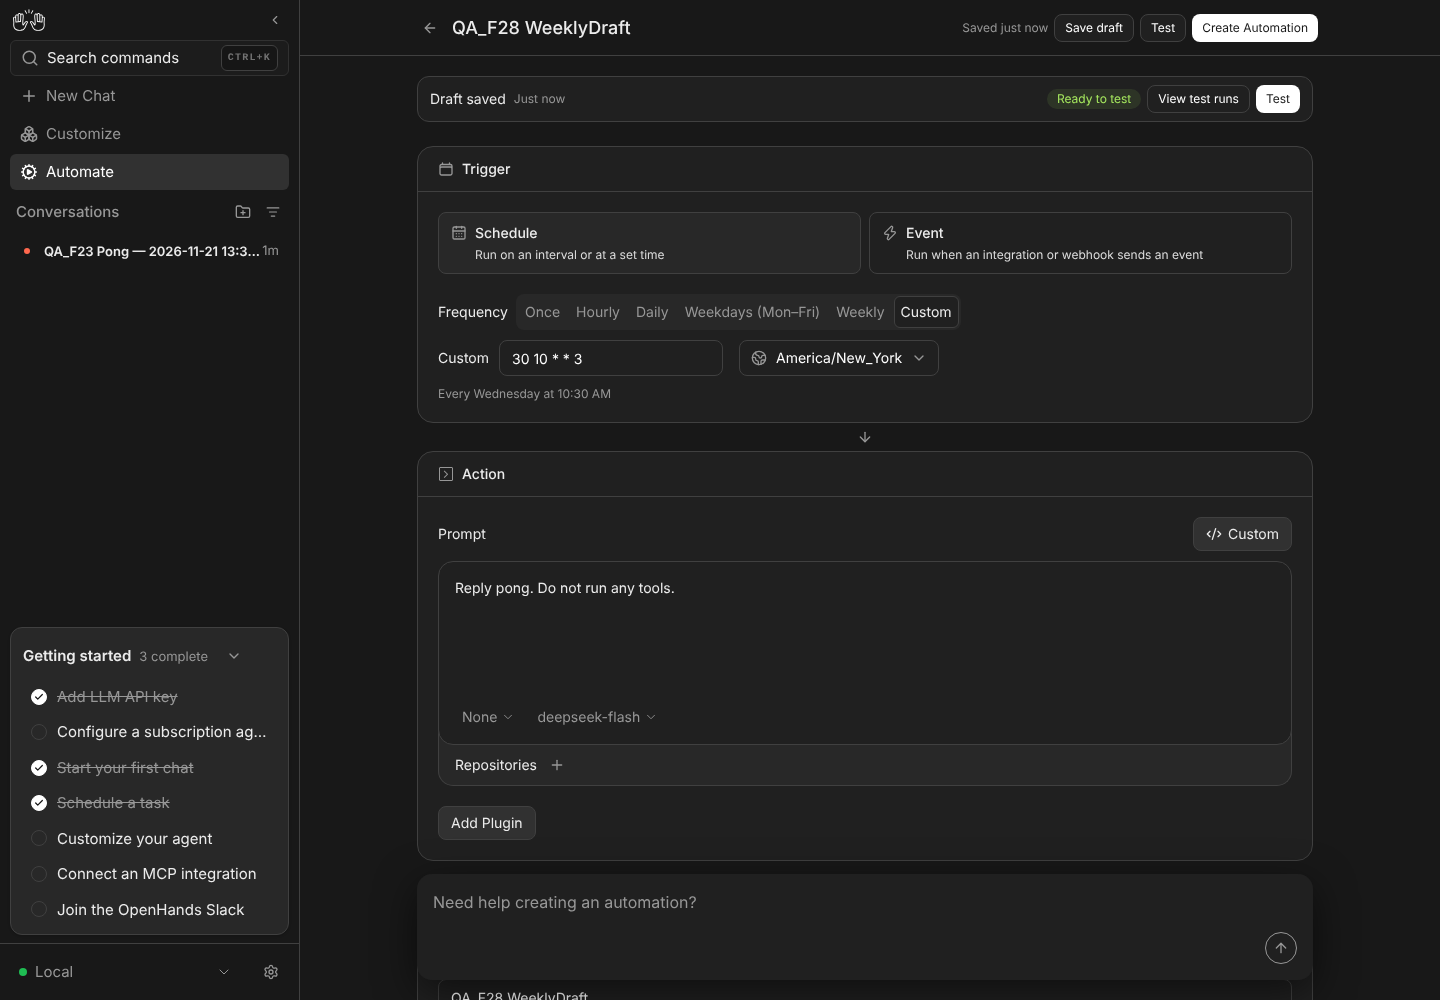 Search commands CTRL+K
New Chat
Customize
Automate
Conversations
QA_F23 Pong — 2026-11-21 13:3... 1m
Getting started 3 complete
Add LLM API key
Configure a subscription ag...
Start your first chat
Schedule a task
Customize your agent
Connect an MCP integration
Join the OpenHands Slack
Local
QA_F28 WeeklyDraft
Saved just now Save draft Test Create Automation
Draft saved Just now Ready to test View test runs Test
Trigger
Schedule
Run on an interval or at a set time
Event
Run when an integration or webhook sends an event
Frequency Once Hourly Daily Weekdays (Mon–Fri) Weekly Custom
Custom 30 10 * * 3 America/New_York
Every Wednesday at 10:30 AM
Action
Prompt Custom
Reply pong. Do not run any tools.
None deepseek-flash
Repositories
Add Plugin
Need help creating an automation?
QA_F28 WeeklyDraft